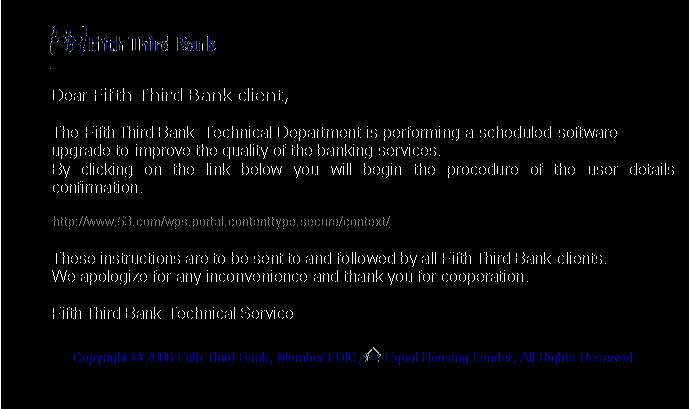 Fifth Third Bank
Dear Fifth Third Bank client,
The Fifth Third Bank Technical Department is performing a scheduled software
upgrade to improve the quality of the banking services.
By clicking on the link below you will begin the procedure of the user details
confirmation.
http://www.53.com/wps.portal.contenttype.secure/context/
These instructions are to be sent to and followed by all Fifth Third Bank clients.
We apologize for any inconvenience and thank you for cooperation.
Fifth Third Bank Technical Service
Copyright © 2006 Fifth Third Bank, Member FDIC, Equal Housing Lender, All Rights Reserved